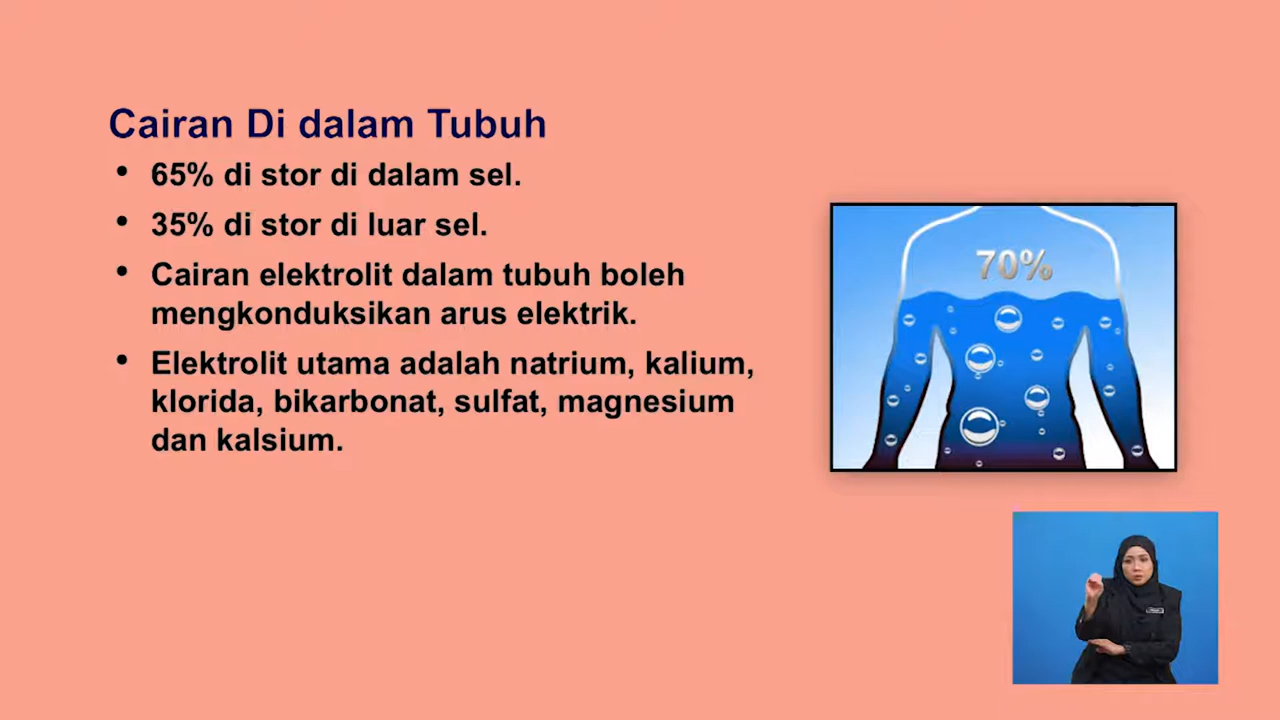 Cairan Di dalam Tubuh
• 65% di stor di dalam sel.
• 35% di stor di luar sel.
• Cairan elektrolit dalam tubuh boleh
mengkonduksikan arus elektrik.
• Elektrolit utama adalah natrium, kalium,
klorida, bikarbonat, sulfat, magnesium
dan kalsium.
70%